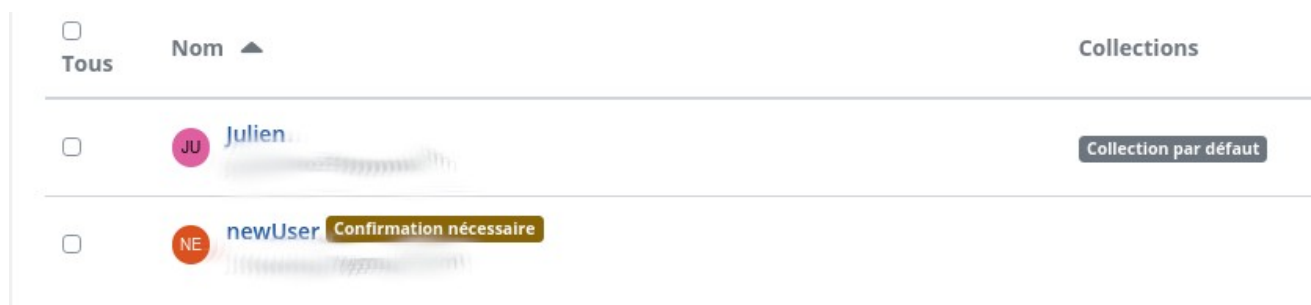 Tous
Nom
Collections
JU
Julien
Collection par défaut
NE
newUser Confirmation nécessaire